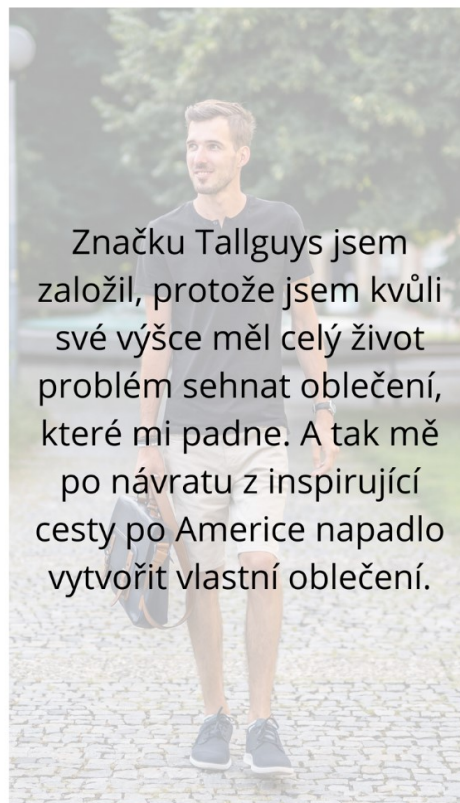 Značku Tallguys jsem
založil, protože jsem kvůli
své výšce měl celý život
problém sehnat oblečení,
které mi padne. A tak mě
po návratu z inspirující
cesty po Americe napadlo
vytvořit vlastní oblečení.